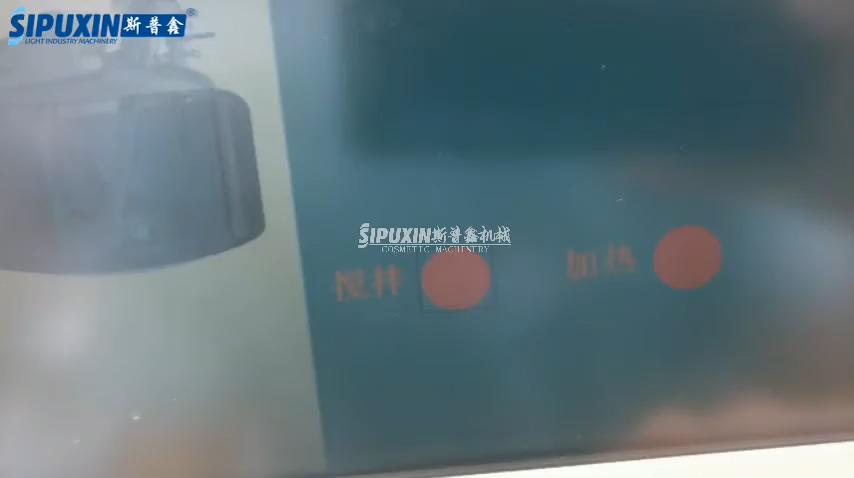 SIPUXIN斯普鑫®
LIGHT INDUSTRY MACHINERY
SIPUXIN斯普鑫机械
COSMETIC MACHINERY
搅拌
加热